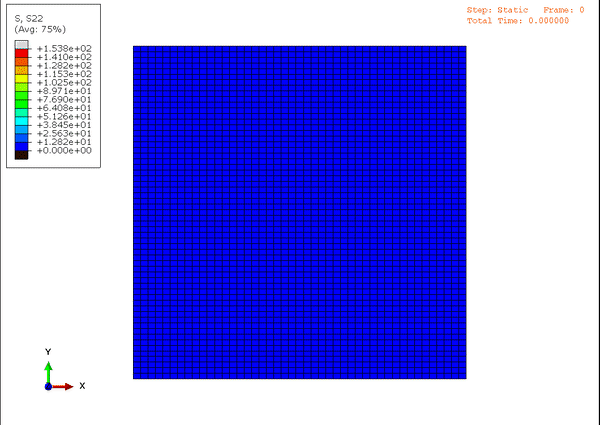 S, S22
(Avg: 75%)
+1.538e+02
+1.410e+02
+1.282e+02
+1.153e+02
+1.025e+02
+8.971e+01
+7.690e+01
+6.408e+01
+5.126e+01
+3.845e+01
+2.563e+01
+1.282e+01
+0.000e+00
Step: Static Frame: 0
Total Time: 0.000000
Y
X